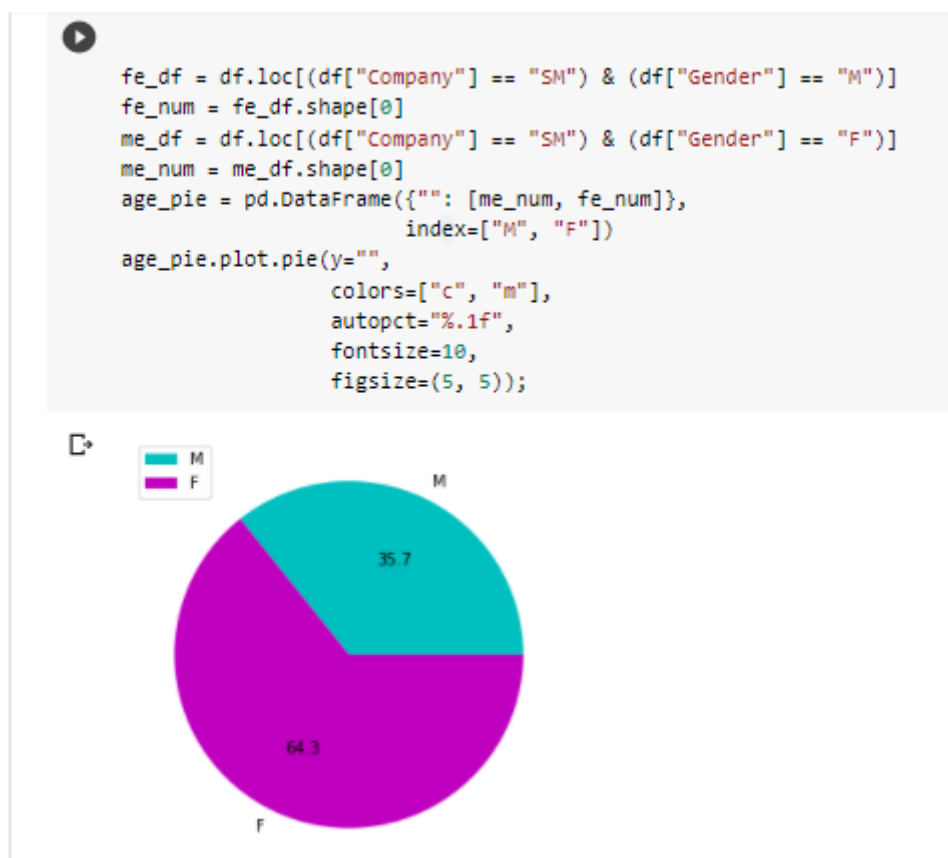 fe_df = df.loc[(df["Company"] == "SM") & (df["Gender"] == "M")]
fe_num = fe_df.shape[0]
me_df = df.loc[(df["Company"] == "SM") & (df["Gender"] == "F")]
me_num = me_df.shape[0]
age_pie = pd.DataFrame({"": [me_num, fe_num]},
index=["M", "F"])
age_pie.plot.pie(y="",
colors=["c", "m"],
autopct="%.1f",
fontsize=10,
figsize=(5, 5));
M
F
M
35.7
64.3
F